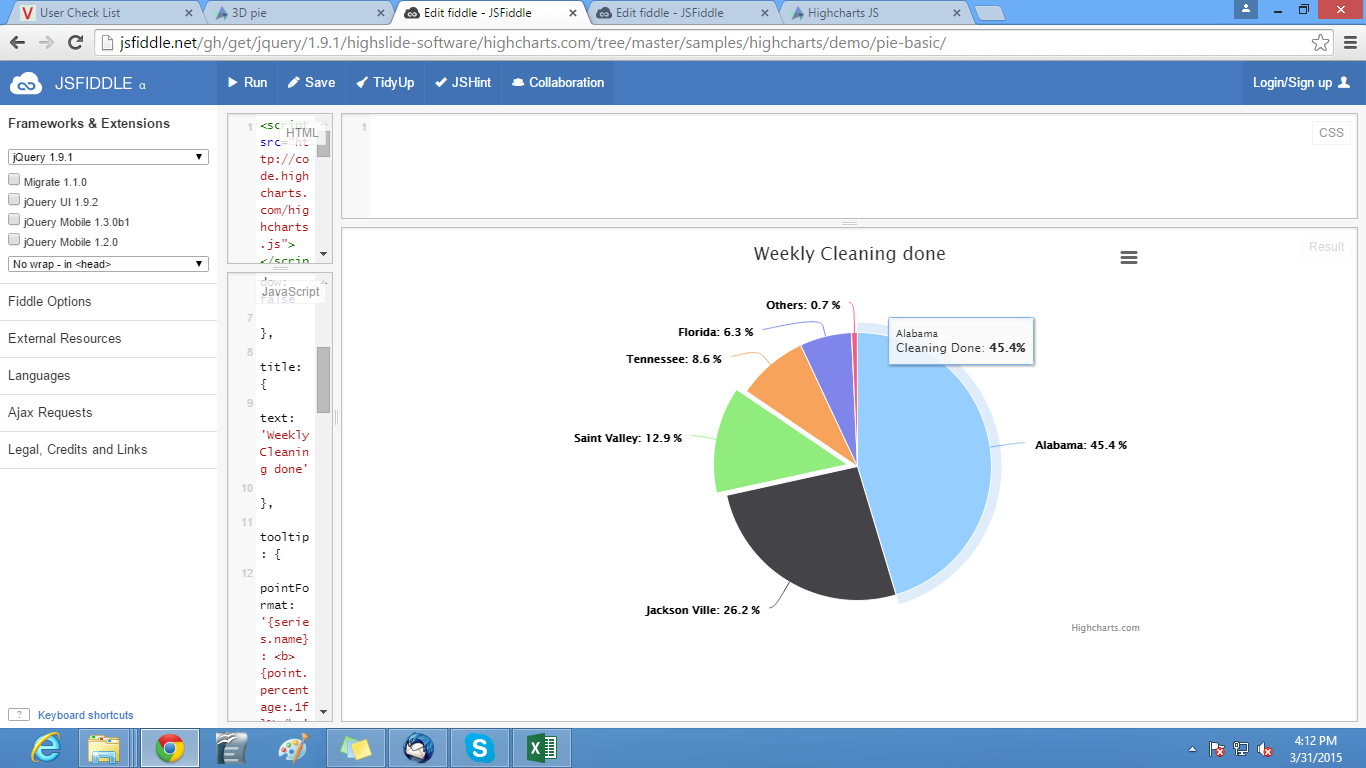 User Check List
3D pie
Edit fiddle - JSFiddle
Edit fiddle - JSFiddle
Highcharts JS
jsfiddle.net/gh/get/jquery/1.9.1/highslide-software/highcharts.com/tree/master/samples/highcharts/demo/pie-basic/
JSFIDDLE α
Run
Save
TidyUp
JSHint
Collaboration
Login/Sign up
Frameworks & Extensions
jQuery 1.9.1
Migrate 1.1.0
jQuery UI 1.9.2
jQuery Mobile 1.3.0b1
jQuery Mobile 1.2.0
No wrap - in <head>
Fiddle Options
External Resources
Languages
Ajax Requests
Legal, Credits and Links
? Keyboard shortcuts
HTML
1 <script
src="ht
tp://co
de.high
charts.
com/hig
hcharts
.js">
</scrip
JavaScript
dow:
false
7
},
8
title:
{
9
text:
'Weekly
Cleanin
g done'
10
},
11
tooltip
: {
12
pointFo
rmat:
'{serie
s.name}
: <b>
{point.
percent
age:.1f
1
CSS
Result
Weekly Cleaning done
Others: 0.7 %
Florida: 6.3 %
Tennessee: 8.6 %
Saint Valley: 12.9 %
Jackson Ville: 26.2 %
Alabama: 45.4 %
Alabama
Cleaning Done: 45.4%
Highcharts.com
4:12 PM
3/31/2015